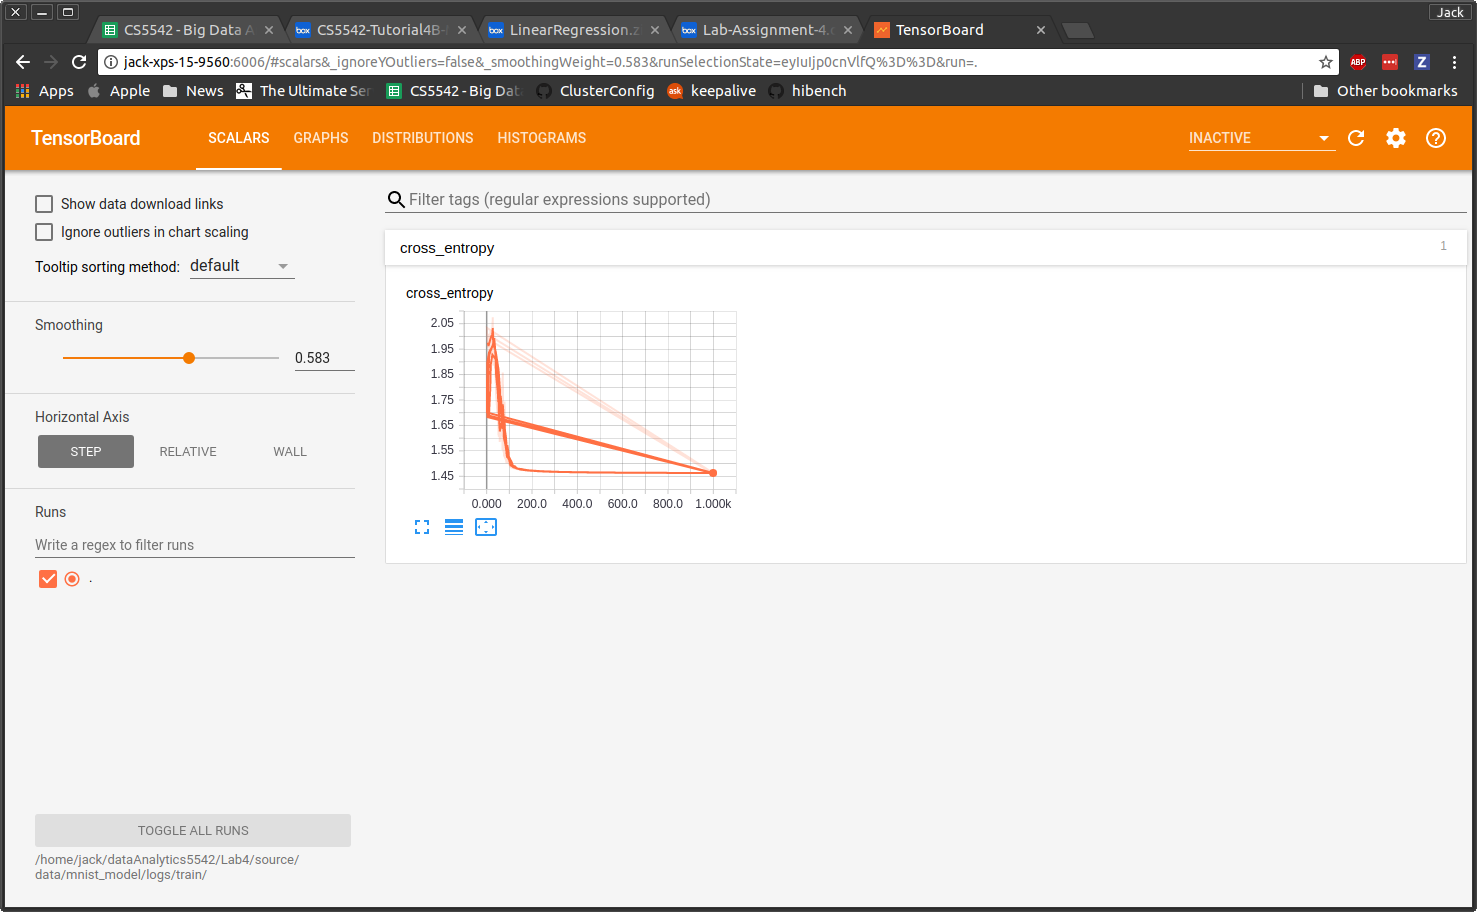 Jack
CS5542 - Big Data A
CS5542-Tutorial4B-
LinearRegression.z
Lab-Assignment-4.
TensorBoard
jack-xps-15-9560:6006/#scalars&_ignoreYOutliers=false&_smoothingWeight=0.583&runSelectionState=eyIuIjp0cnVlfQ%3D%3D&run=.
ABP
Z
Apps
Apple
News
The Ultimate Ser
CS5542 - Big Dat
ClusterConfig
ask
keepalive
hibench
Other bookmarks
TensorBoard
SCALARS
GRAPHS
DISTRIBUTIONS
HISTOGRAMS
INACTIVE
Show data download links
Ignore outliers in chart scaling
Tooltip sorting method: default
Smoothing
0.583
Horizontal Axis
STEP RELATIVE WALL
Runs
Write a regex to filter runs
.
TOGGLE ALL RUNS
/home/jack/dataAnalytics5542/Lab4/source/
data/mnist_model/logs/train/
Filter tags (regular expressions supported)
cross_entropy 1
cross_entropy
2.05
1.95
1.85
1.75
1.65
1.55
1.45
0.000 200.0 400.0 600.0 800.0 1.000k